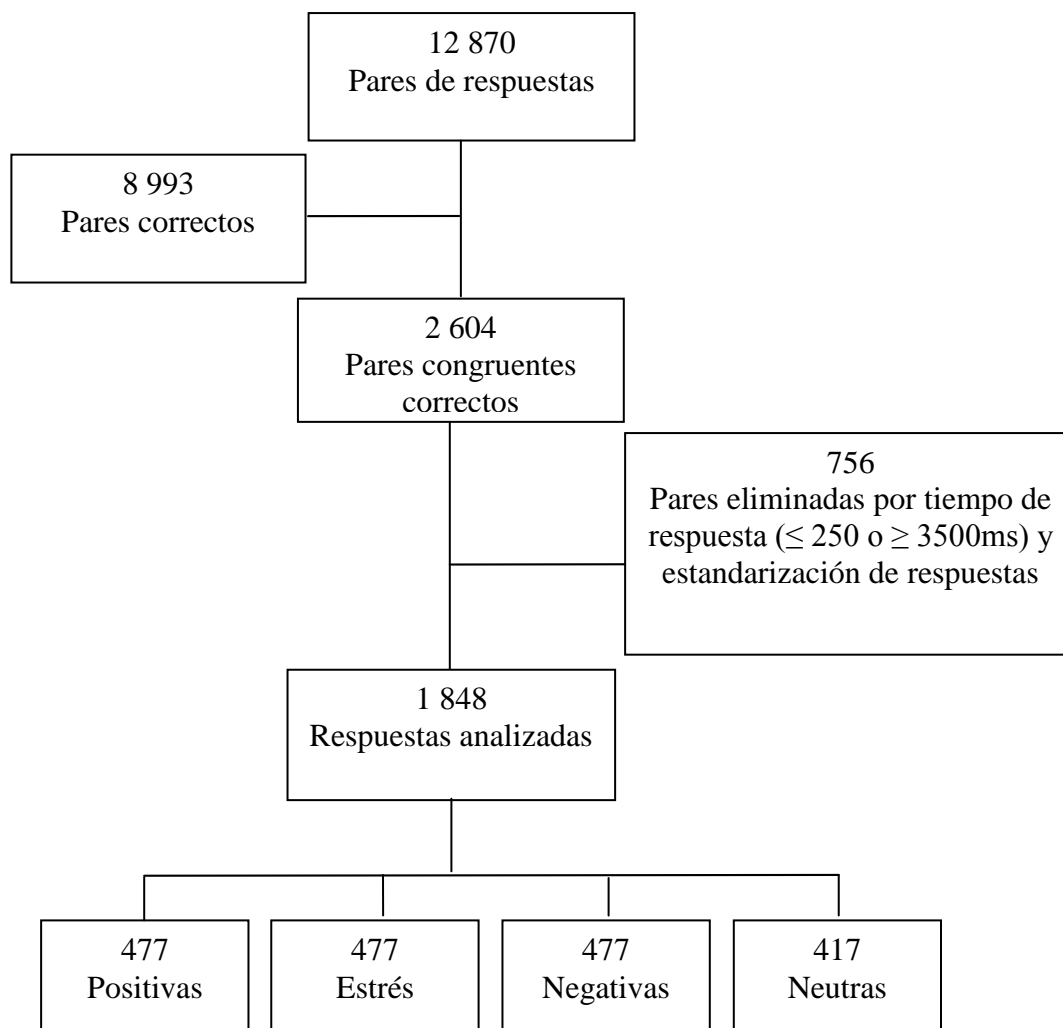 12 870
Pares de respuestas
8 993
Pares correctos
2 604
Pares congruentes
correctos
756
Pares eliminadas por tiempo de
respuesta (≤ 250 o ≥ 3500ms) y
estandarización de respuestas
1 848
Respuestas analizadas
477
Positivas
477
Estrés
477
Negativas
417
Neutras